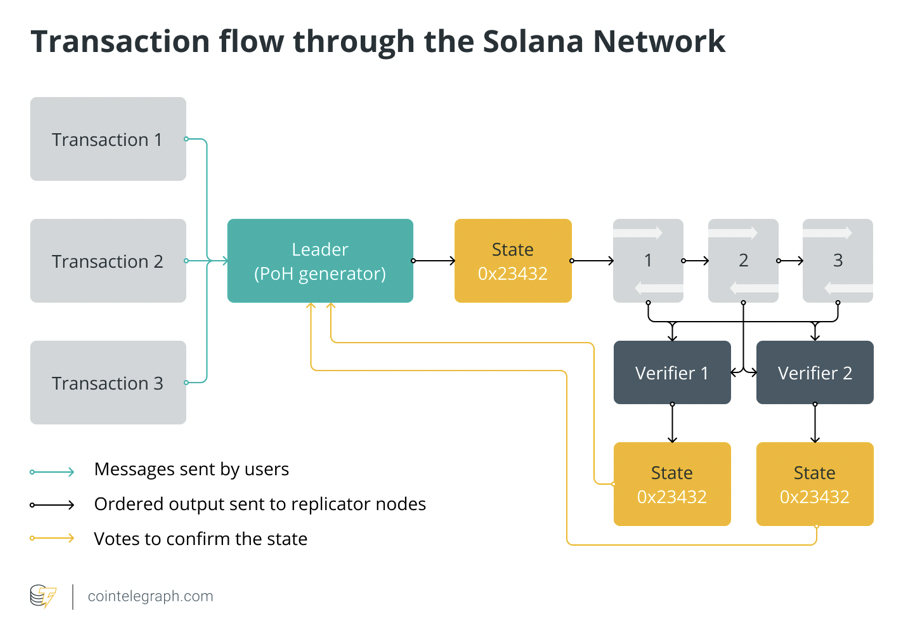 Transaction flow through the Solana Network
Transaction 1
Transaction 2
Transaction 3
Leader
(PoH generator)
State
0x23432
1
2
3
Verifier 1
Verifier 2
State
0x23432
State
0x23432
Messages sent by users
Ordered output sent to replicator nodes
Votes to confirm the state
cointelegraph.com